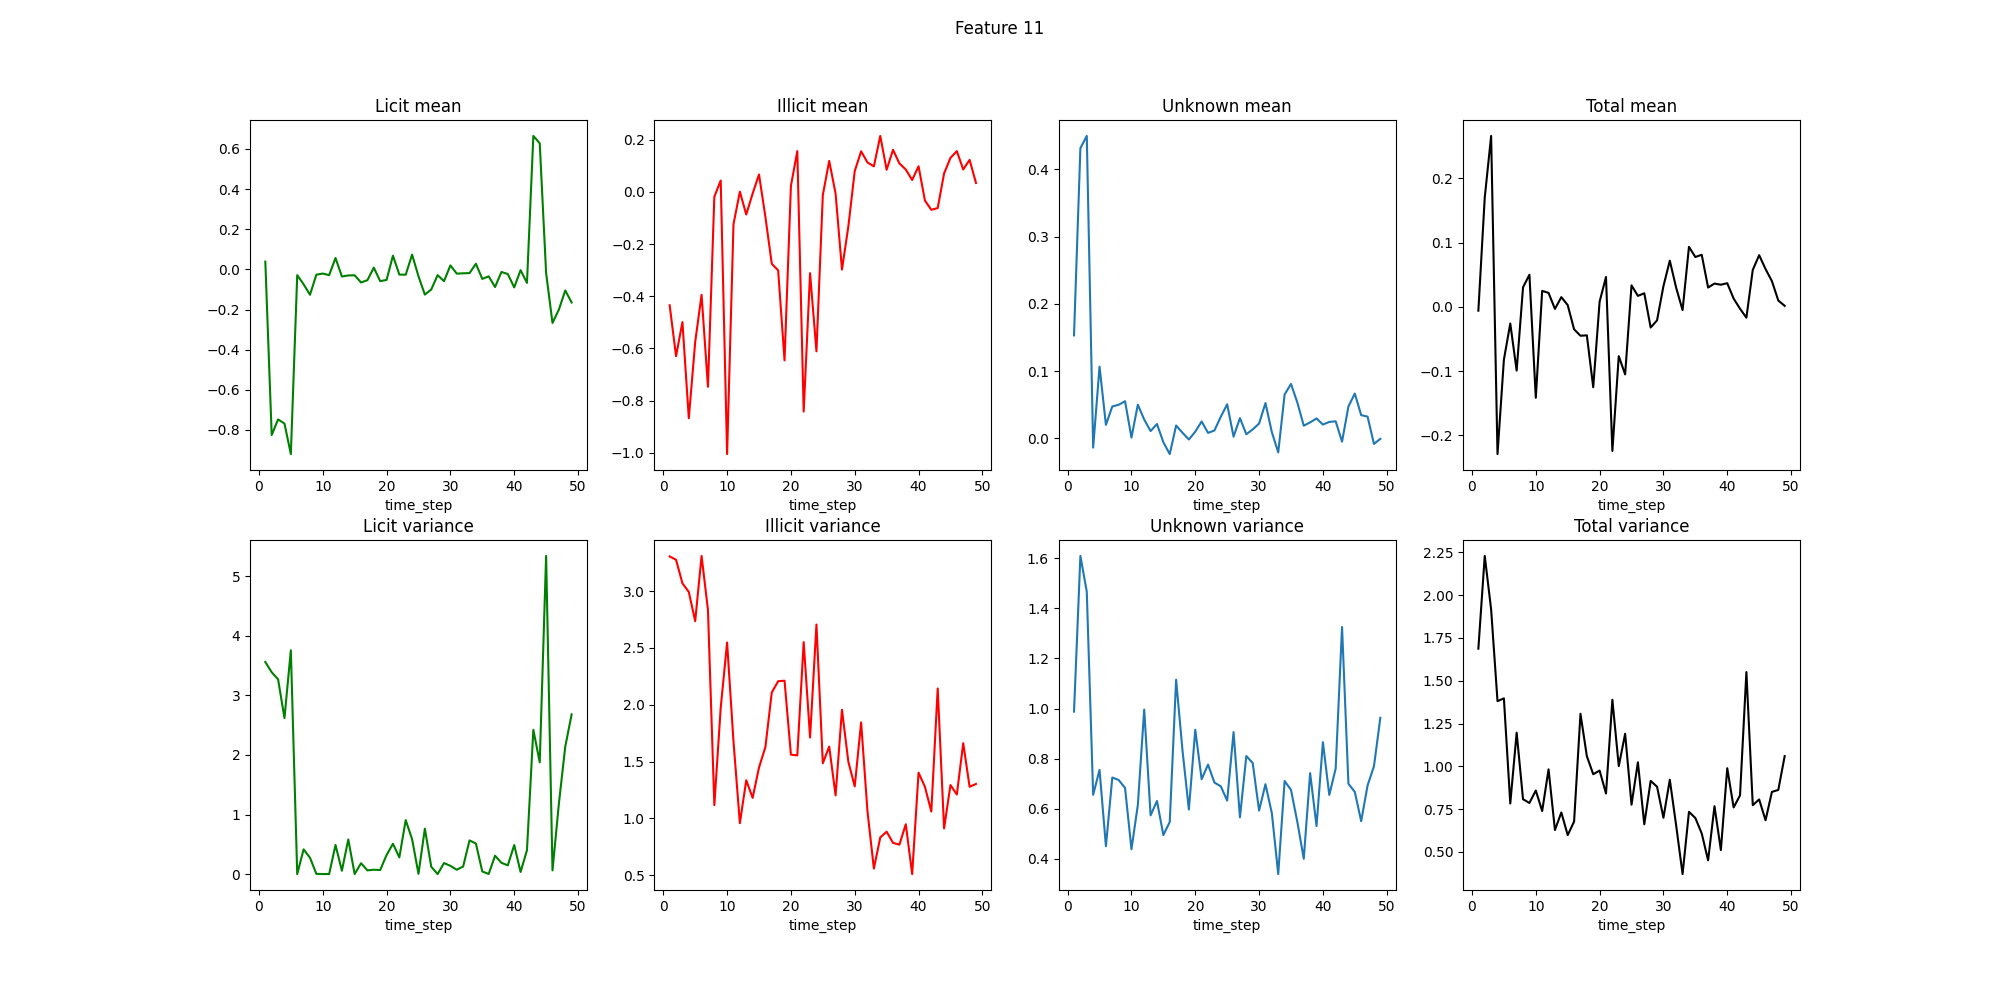 Feature 11
Licit mean
Illicit mean
Unknown mean
Total mean
0.6
0.4
0.2
0.0
−0.2
−0.4
−0.6
−0.8
0 10 20 30 40 50
time_step
0.2
0.0
−0.2
−0.4
−0.6
−0.8
−1.0
0 10 20 30 40 50
time_step
0.4
0.3
0.2
0.1
0.0
0 10 20 30 40 50
time_step
0.2
0.1
0.0
−0.1
−0.2
0 10 20 30 40 50
time_step
Licit variance
Illicit variance
Unknown variance
Total variance
5
4
3
2
1
0
0 10 20 30 40 50
time_step
3.0
2.5
2.0
1.5
1.0
0.5
0 10 20 30 40 50
time_step
1.6
1.4
1.2
1.0
0.8
0.6
0.4
0 10 20 30 40 50
time_step
2.25
2.00
1.75
1.50
1.25
1.00
0.75
0.50
0 10 20 30 40 50
time_step